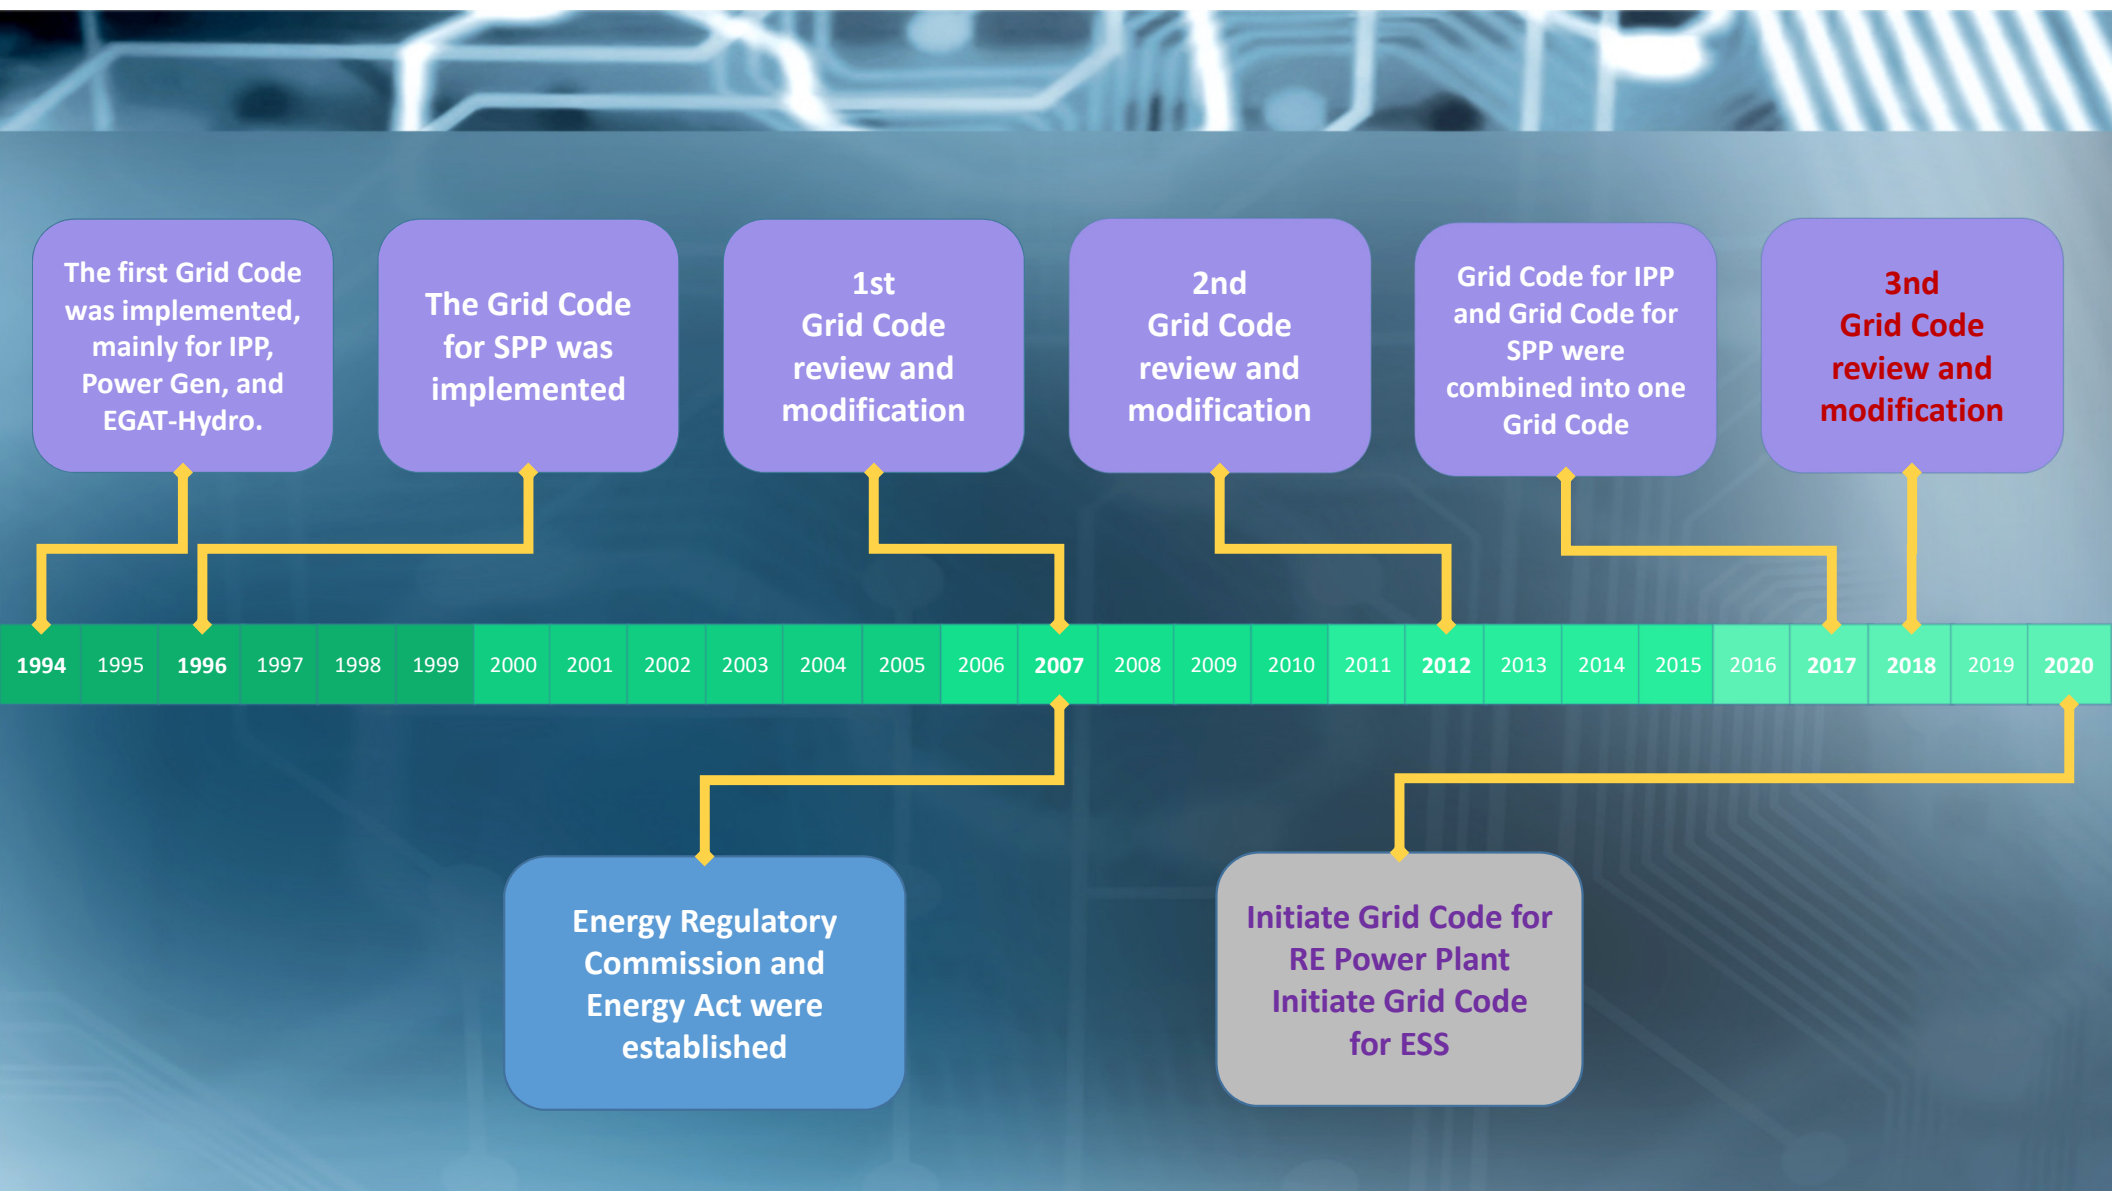 The first Grid Code
was implemented,
mainly for IPP,
Power Gen, and
EGAT-Hydro.
The Grid Code
for SPP was
implemented
1st
Grid Code
review and
modification
2nd
Grid Code
review and
modification
Grid Code for IPP
and Grid Code for
SPP were
combined into one
Grid Code
3nd
Grid Code
review and
modification
1994 1995 1996 1997 1998 1999 2000 2001 2002 2003 2004 2005 2006 2007 2008 2009 2010 2011 2012 2013 2014 2015 2016 2017 2018 2019 2020
Energy Regulatory
Commission and
Energy Act were
established
Initiate Grid Code for
RE Power Plant
Initiate Grid Code
for ESS